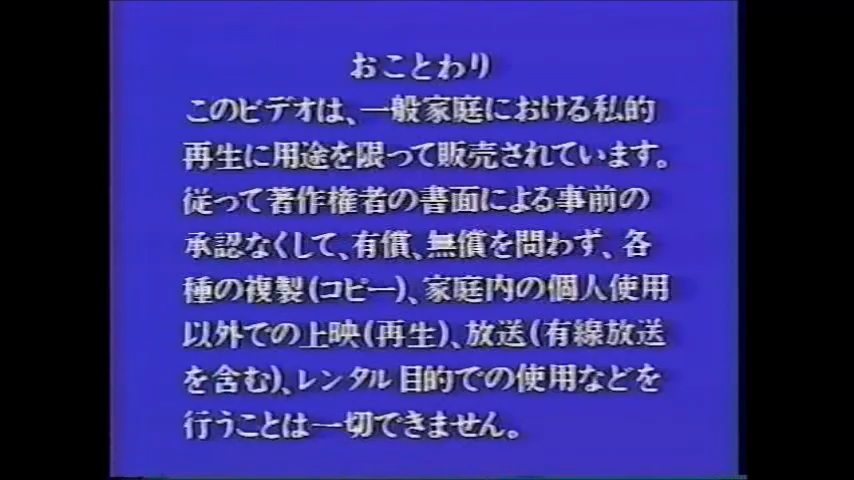 おことわり
このビデオは、一般家庭における私的
再生に用途を限って販売されています。
従って著作権者の書面による事前の
承認なくして、有償、無償を問わず、各
種の複製(コピー)、家庭内の個人使用
以外での上映(再生)、放送(有線放送
を含む)、レンタル目的での使用などを
行うことは一切できません。